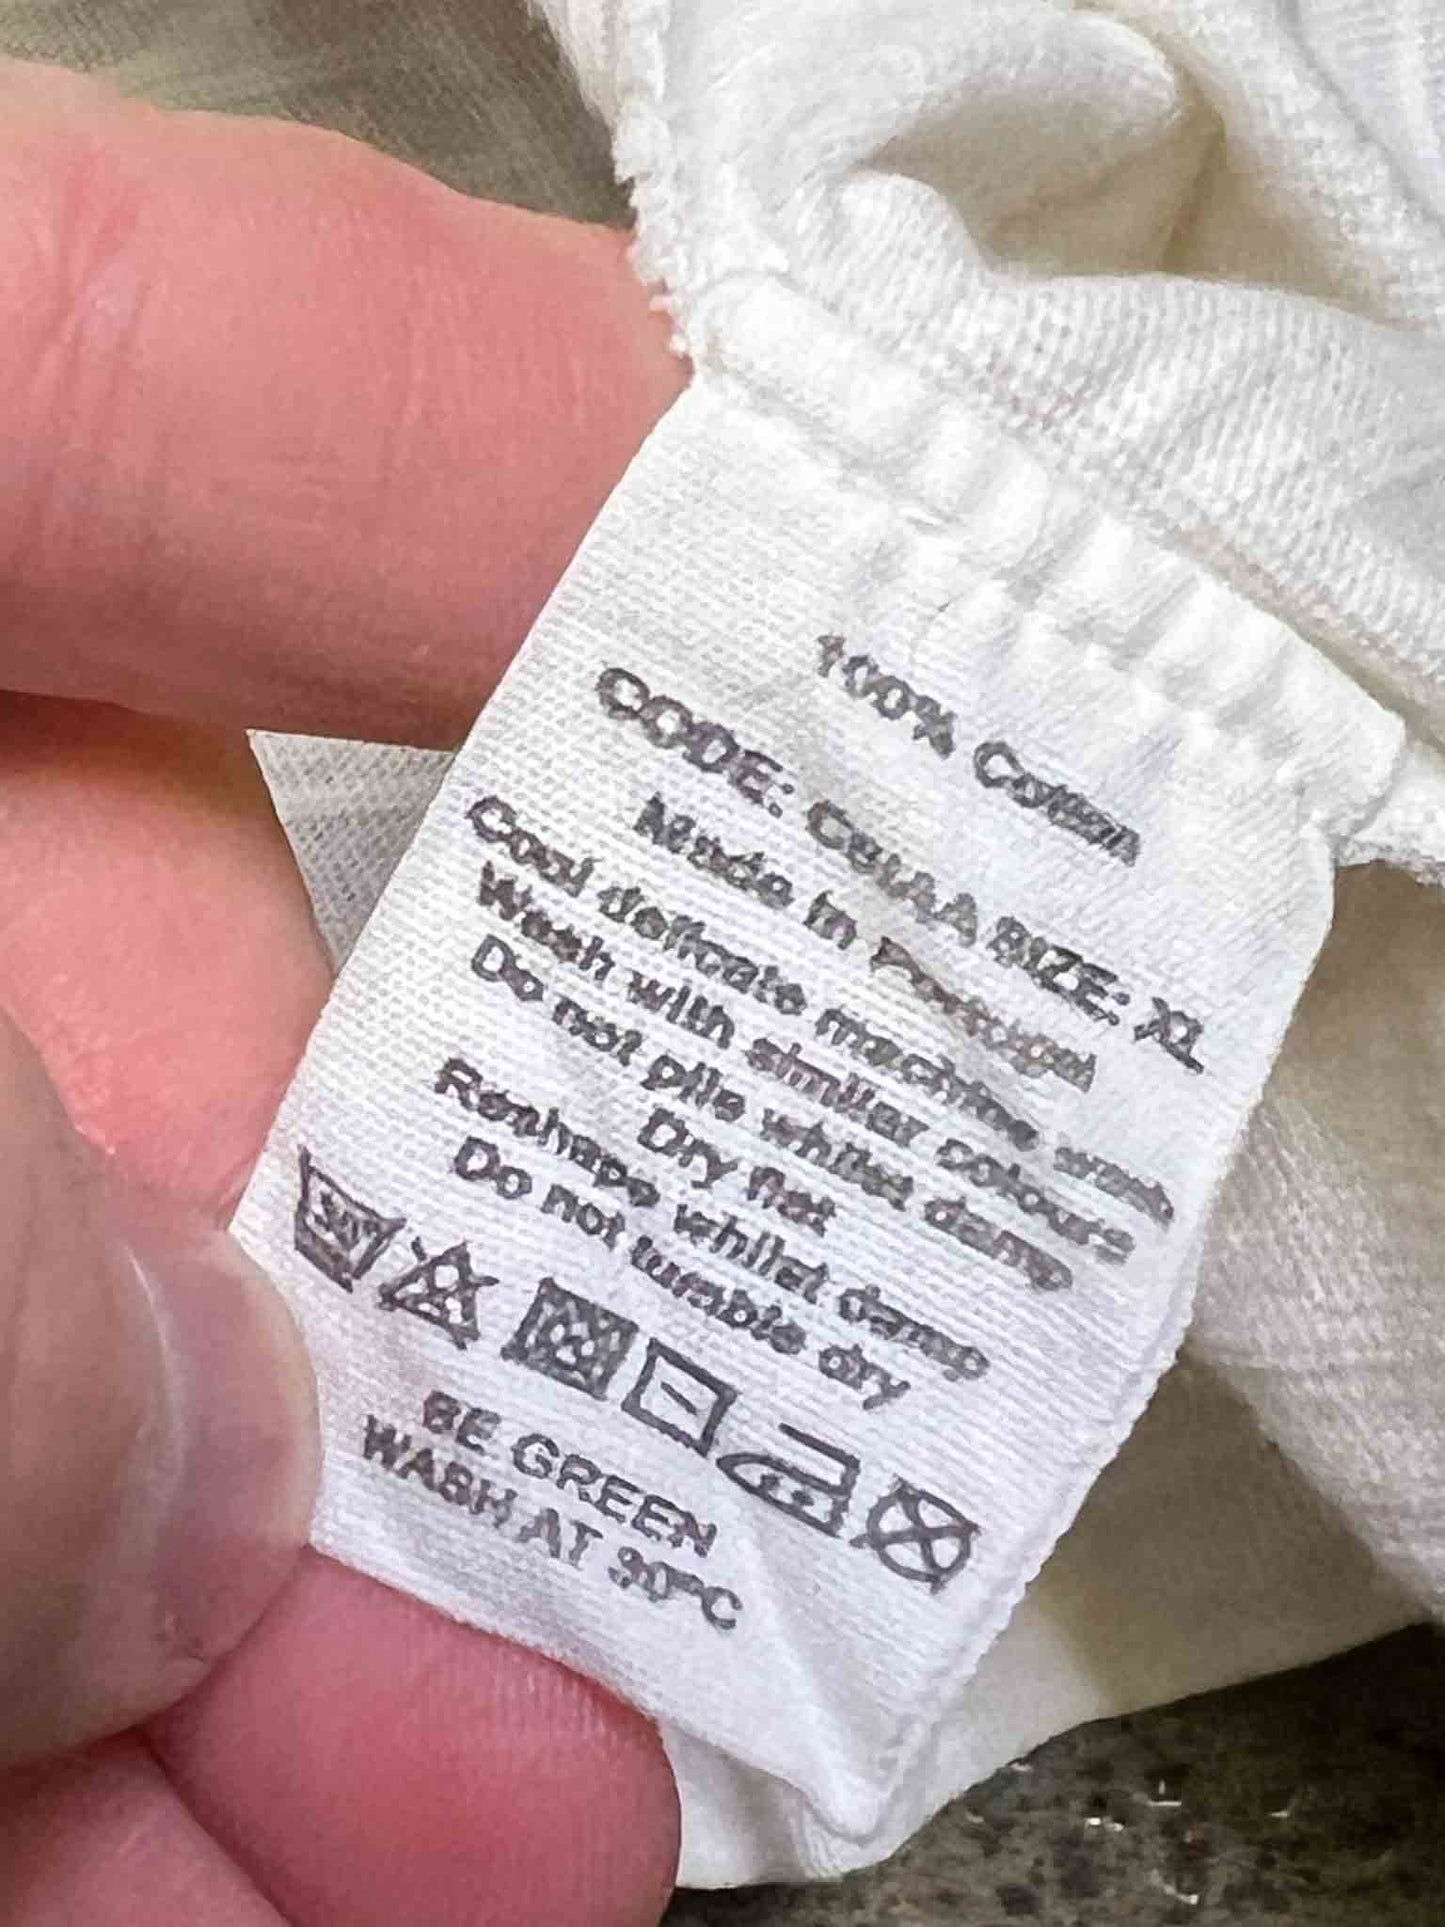 100% Cotton
CODE: CBIAA SIZE: XL
Made in Portugal
Cool delicate machine wash
Wash with similar colours
Do not pile whilst damp
Dry flat
Reshape whilst damp
Do not tumble dry
30°
BE GREEN
WASH AT 30°C